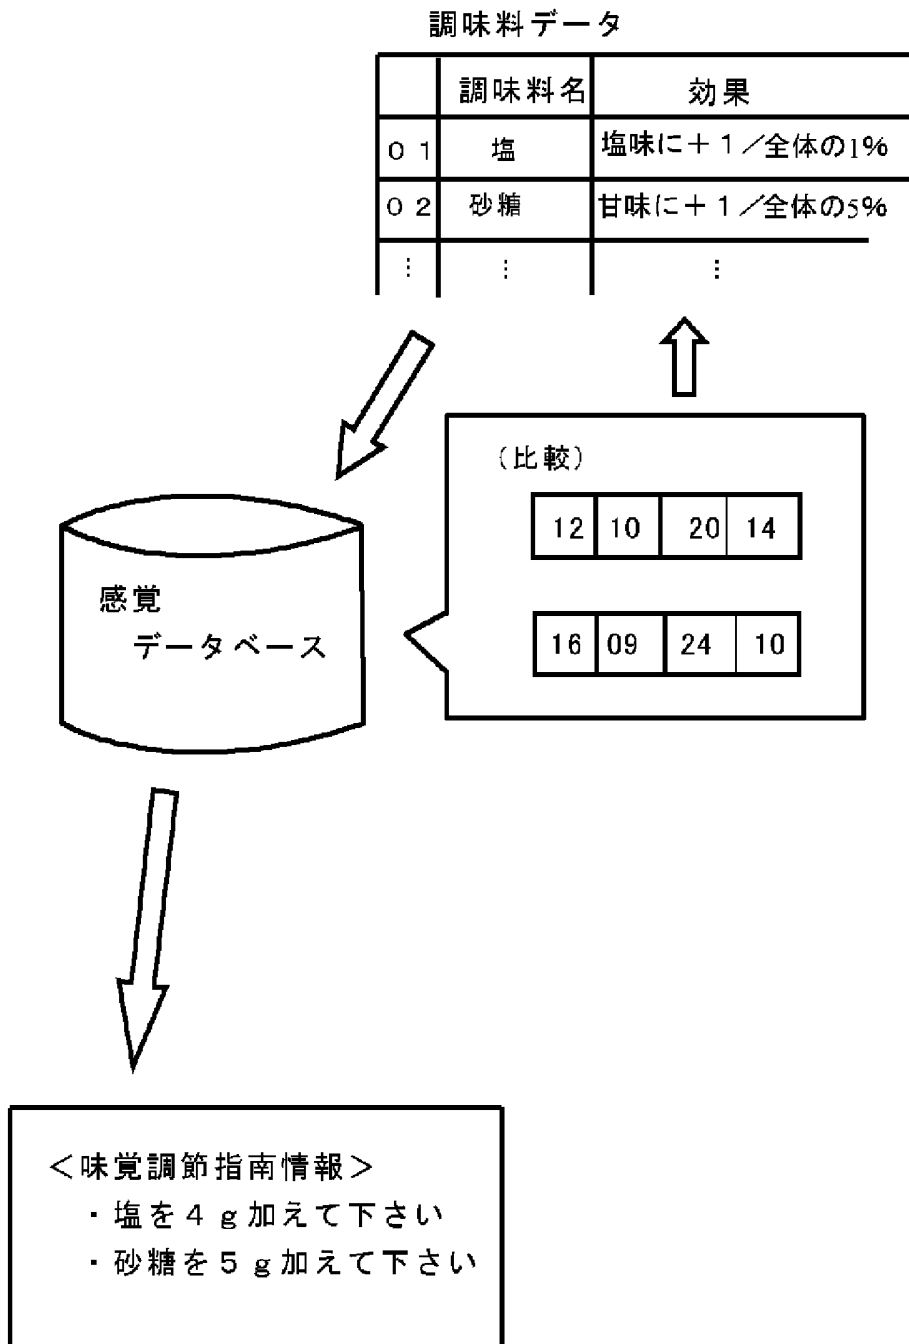 調味料データ
調味料名 効果
01 塩 塩味に+1/全体の1%
02 砂糖 甘味に+1/全体の5%
⋮ ⋮ ⋮
(比較)
12 10 20 14
16 09 24 10
感覚
データベース
<味覚調節指南情報>
・塩を4g加えて下さい
・砂糖を5g加えて下さい